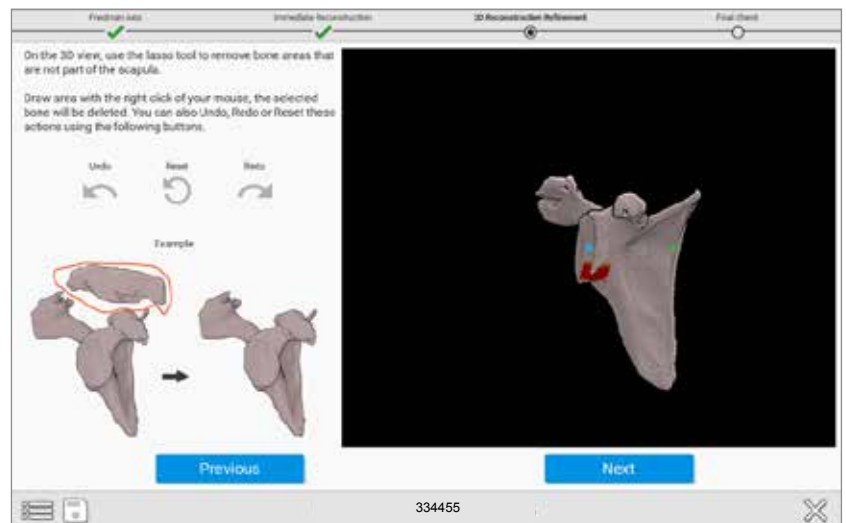 Friedman Axis
Immediate Reconstruction
3D Reconstruction Refinement
Final Check
On the 3D view, use the lasso tool to remove bone areas that
are not part of the scapula.
Draw area with the right click of your mouse, the selected
bone will be deleted. You can also Undo, Redo or Reset these
actions using the following buttons.
Undo
Reset
Redo
Example
Previous
Next
334455